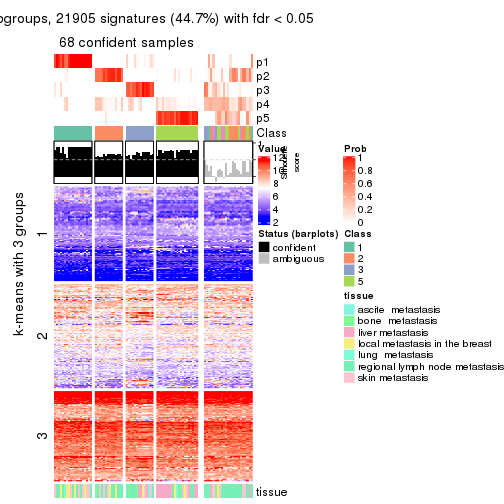 ogroups, 21905 signatures (44.7%) with fdr < 0.05
68 confident samples
p1
p2
p3
p4
p5
Class
1
Silhouette
score
k-means with 3 groups
1
2
3
tissue
Value
12
10
8
6
4
2
Status (barplots)
confident
ambiguous
Prob
1
0.8
0.6
0.4
0.2
0
Class
1
2
3
5
tissue
ascite metastasis
bone metastasis
liver metastasis
local metastasis in the breast
lung metastasis
regional lymph node metastasis
skin metastasis